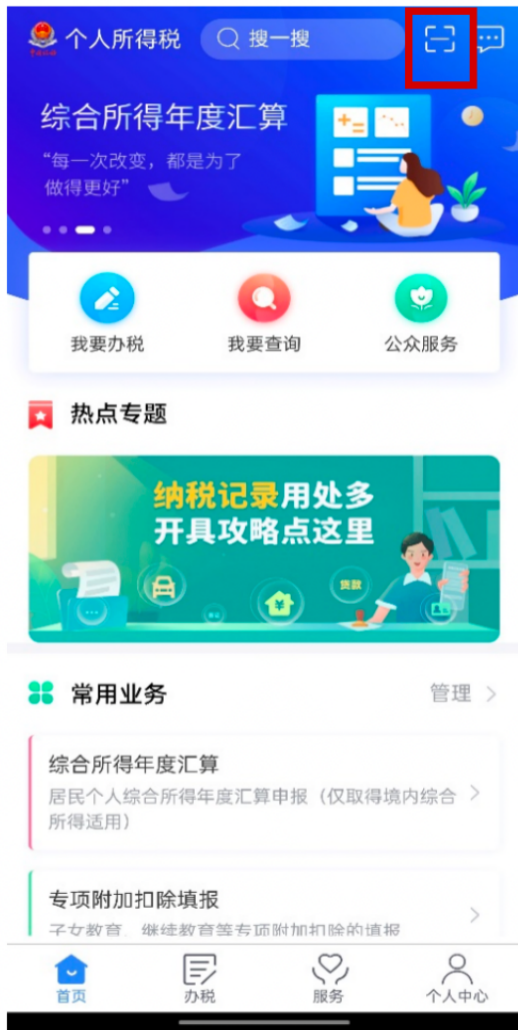 个人所得税
搜一搜
综合所得年度汇算
“每一次改变，都是为了
做得更好”
我要办税
我要查询
公众服务
热点专题
纳税记录用处多
开具攻略点这里
贷款
常用业务
管理
综合所得年度汇算
居民个人综合所得年度汇算申报（仅取得境内综合
所得适用）
专项附加扣除填报
子女教育、继续教育等专项附加扣除的填报
首页
办税
服务
个人中心